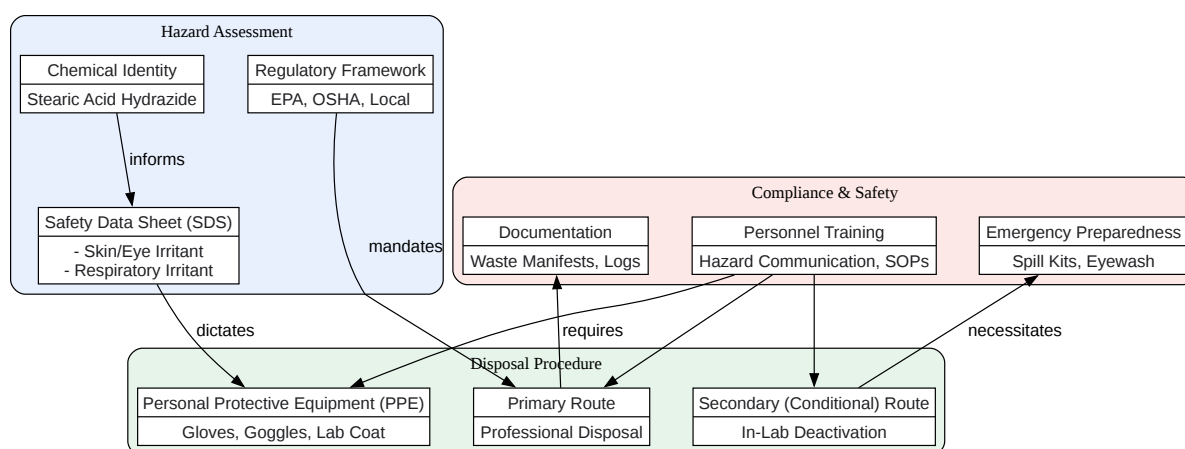 Hazard Assessment
Chemical Identity
Stearic Acid Hydrazide
Regulatory Framework
EPA, OSHA, Local
informs
Safety Data Sheet (SDS)
- Skin/Eye Irritant
- Respiratory Irritant
mandates
Compliance & Safety
Documentation
Waste Manifests, Logs
Personnel Training
Hazard Communication, SOPs
Emergency Preparedness
Spill Kits, Eyewash
dictates
requires
necessitates
Disposal Procedure
Personal Protective Equipment (PPE)
Gloves, Goggles, Lab Coat
Primary Route
Professional Disposal
Secondary (Conditional) Route
In-Lab Deactivation